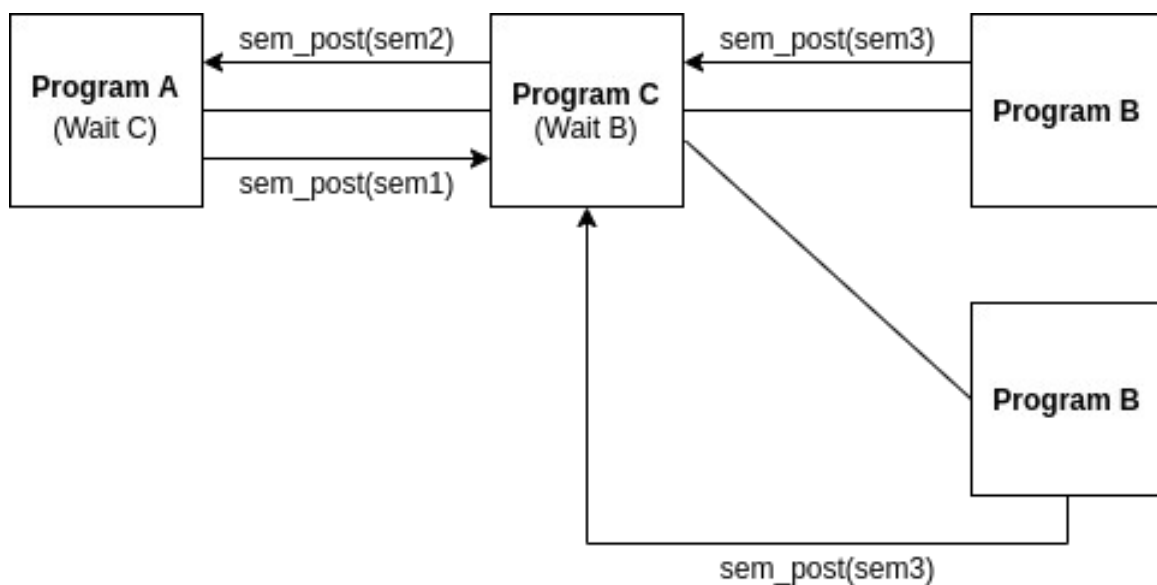 sem_post(sem2)
sem_post(sem3)
Program A
(Wait C)
Program C
(Wait B)
Program B
sem_post(sem1)
Program B
sem_post(sem3)